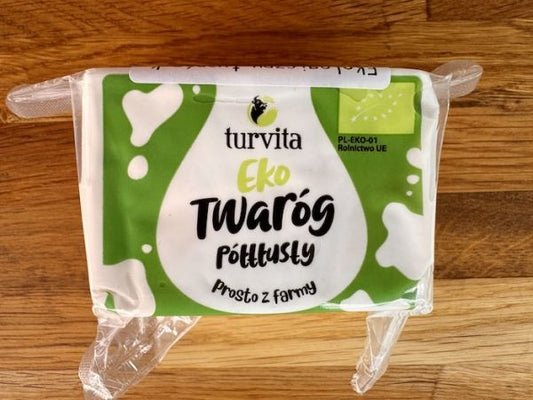 turvita
PL-EKO-01
Rolnictwo UE
Eko
Twaróg
półtłusty
prosto z farmy